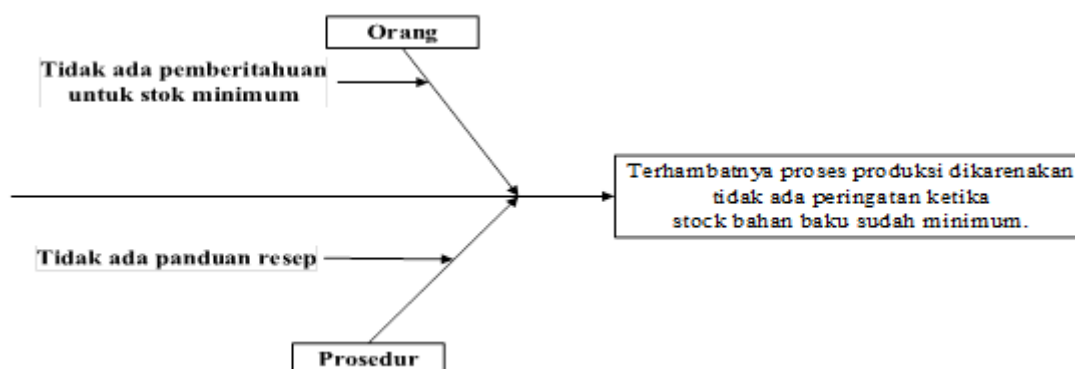 Orang
Tidak ada pemberitahuan
untuk stok minimum
Terhambatnya proses produksi dikarenakan
tidak ada peringatan ketika
stock bahan baku sudah minimum.
Tidak ada panduan resep
Prosedur